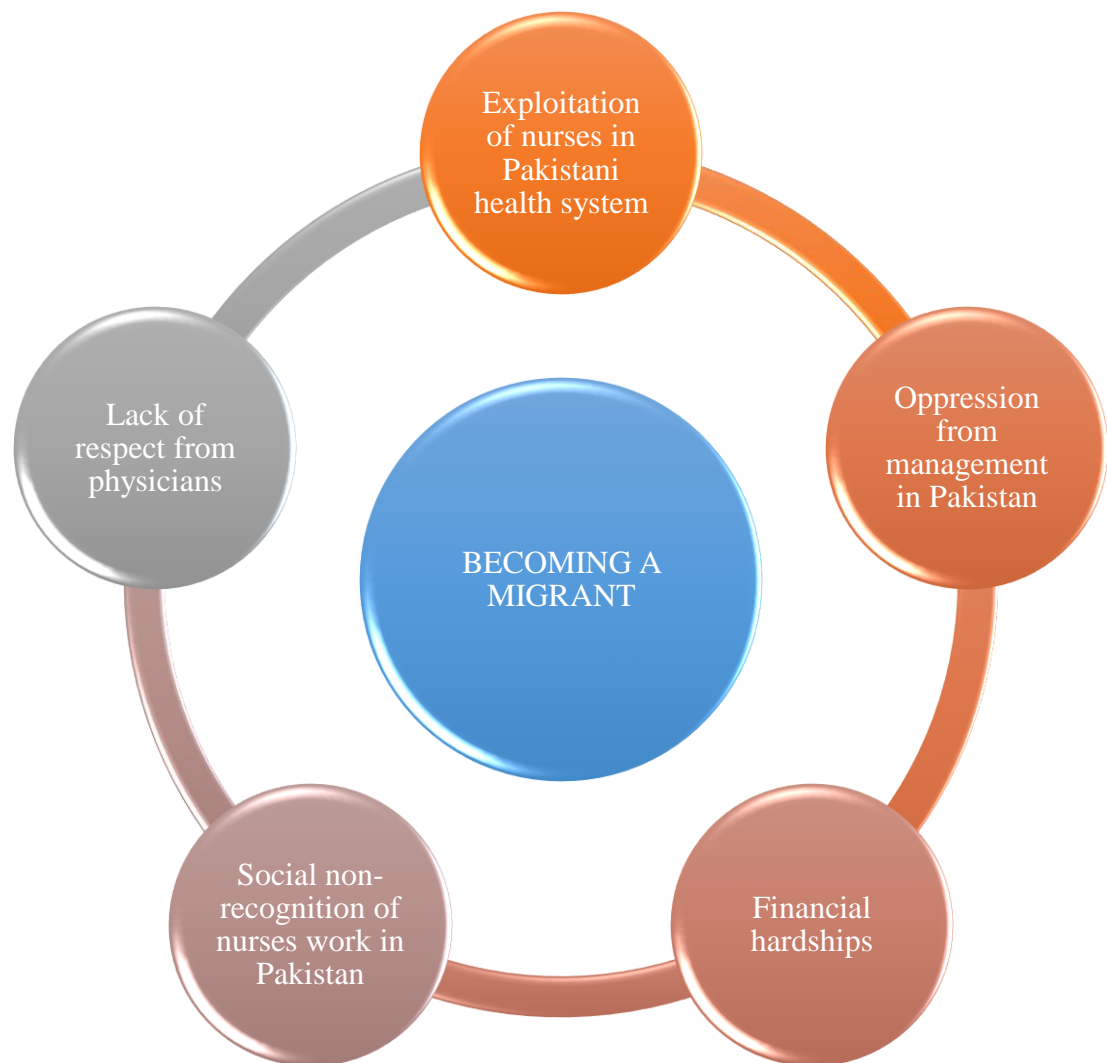 Exploitation
of nurses in
Pakistani
health system
Oppression
from
management
in Pakistan
Financial
hardships
Social non-
recognition of
nurses work in
Pakistan
Lack of
respect from
physicians
BECOMING A
MIGRANT